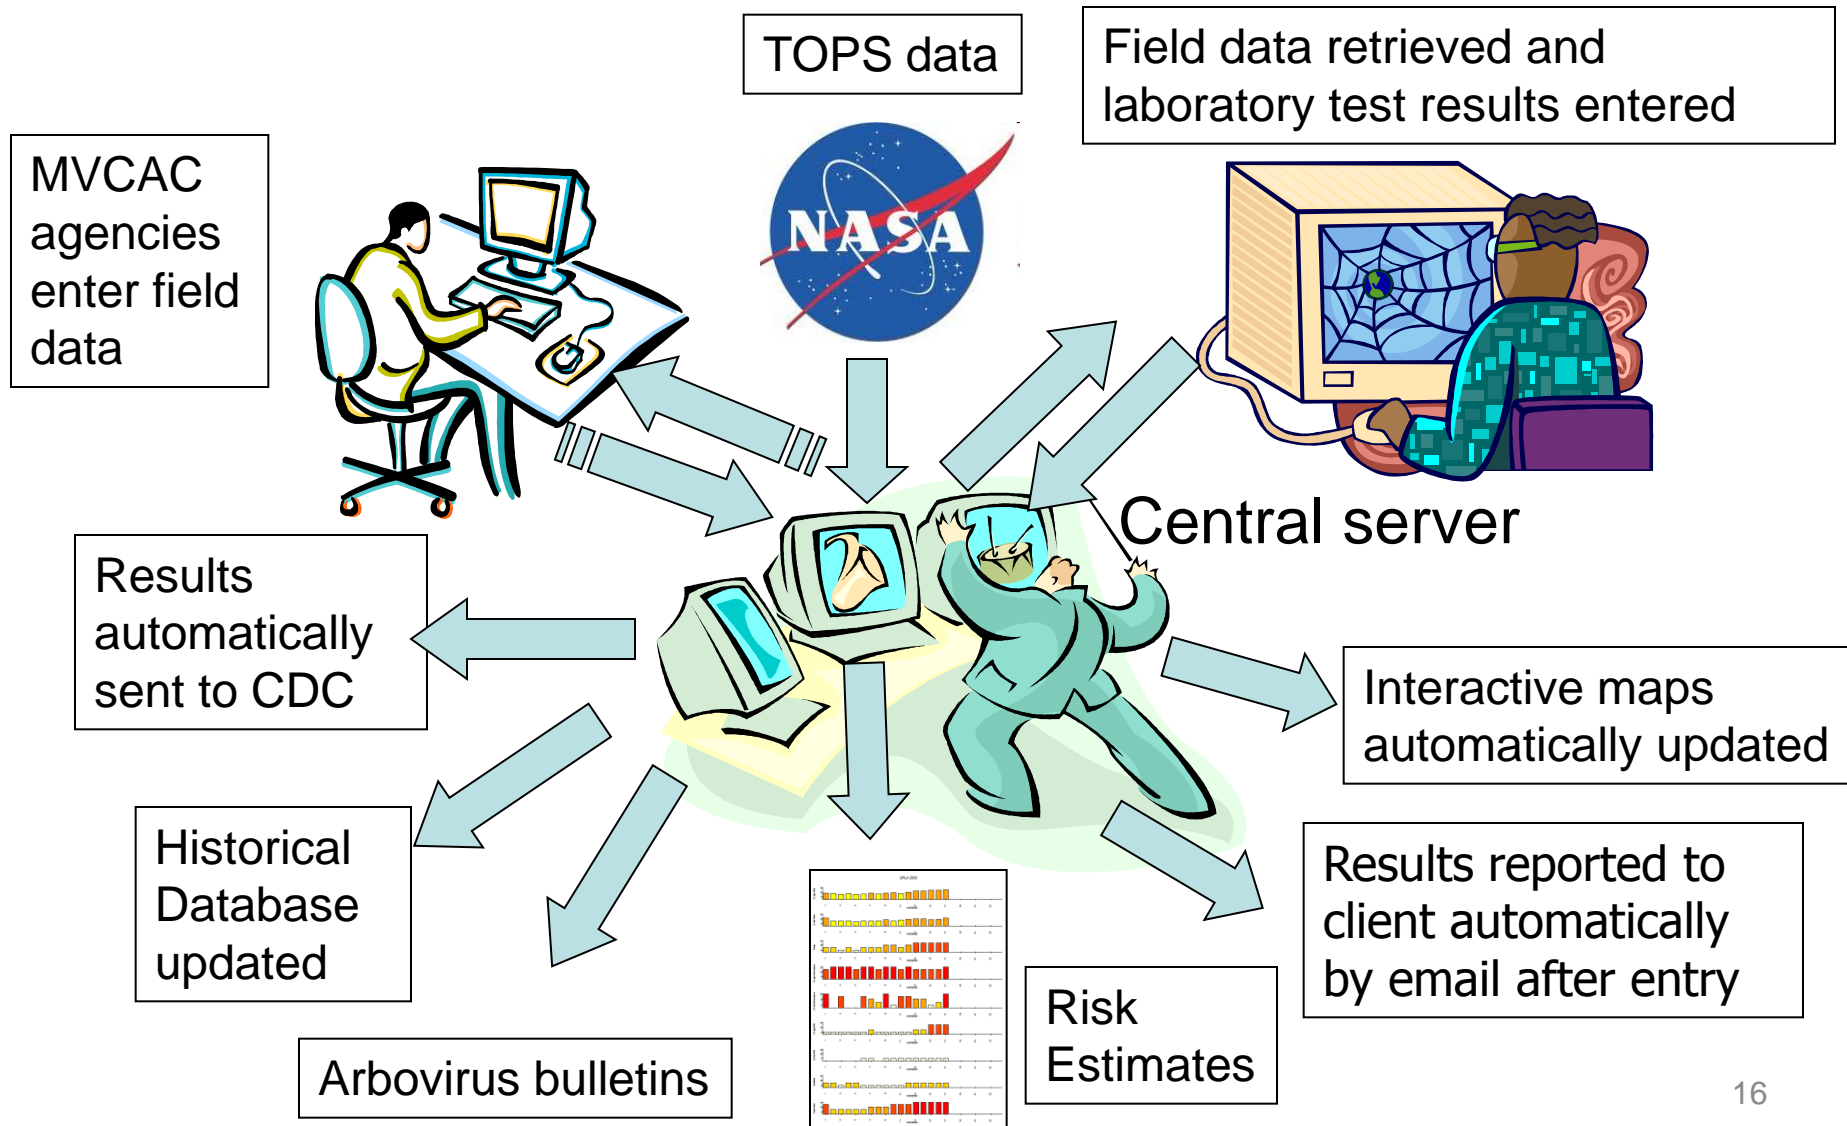 TOPS data
Field data retrieved and
laboratory test results entered
MVCAC
agencies
enter field
data
NASA
Central server
Results
automatically
sent to CDC
Interactive maps
automatically updated
Historical
Database
updated
Results reported to
client automatically
by email after entry
Risk
Estimates
Arbovirus bulletins
16